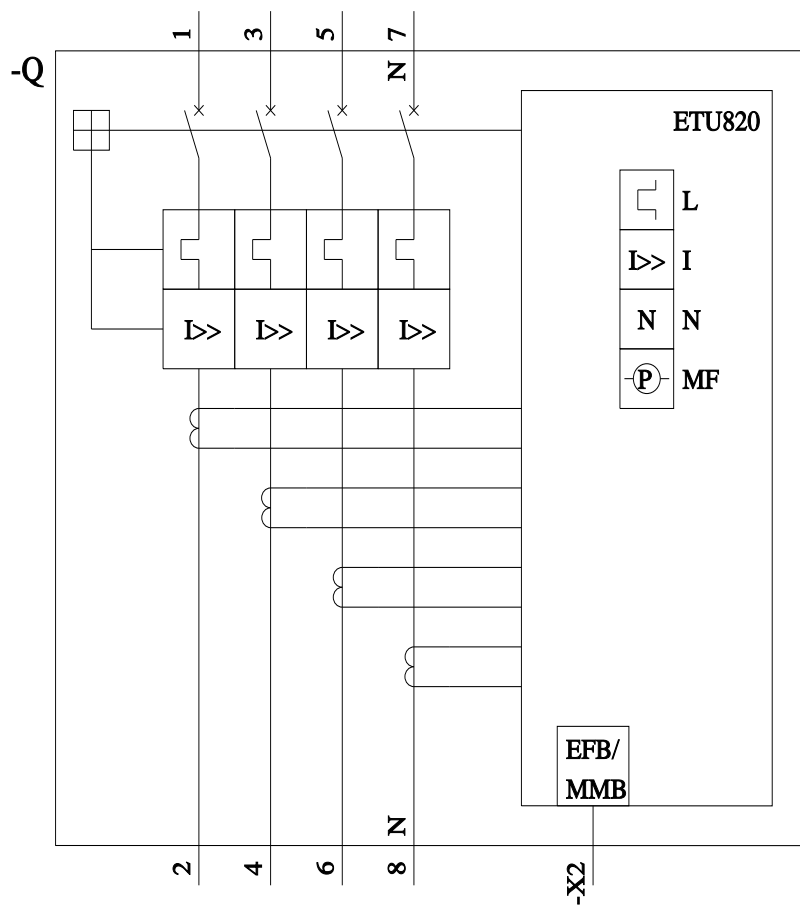 1 3 5 7
-Q
N
ETU820
L
I>> I
N N
P MF
I>> I>> I>> I>>
EFB/
MMB
N
2 4 6 8
-X2